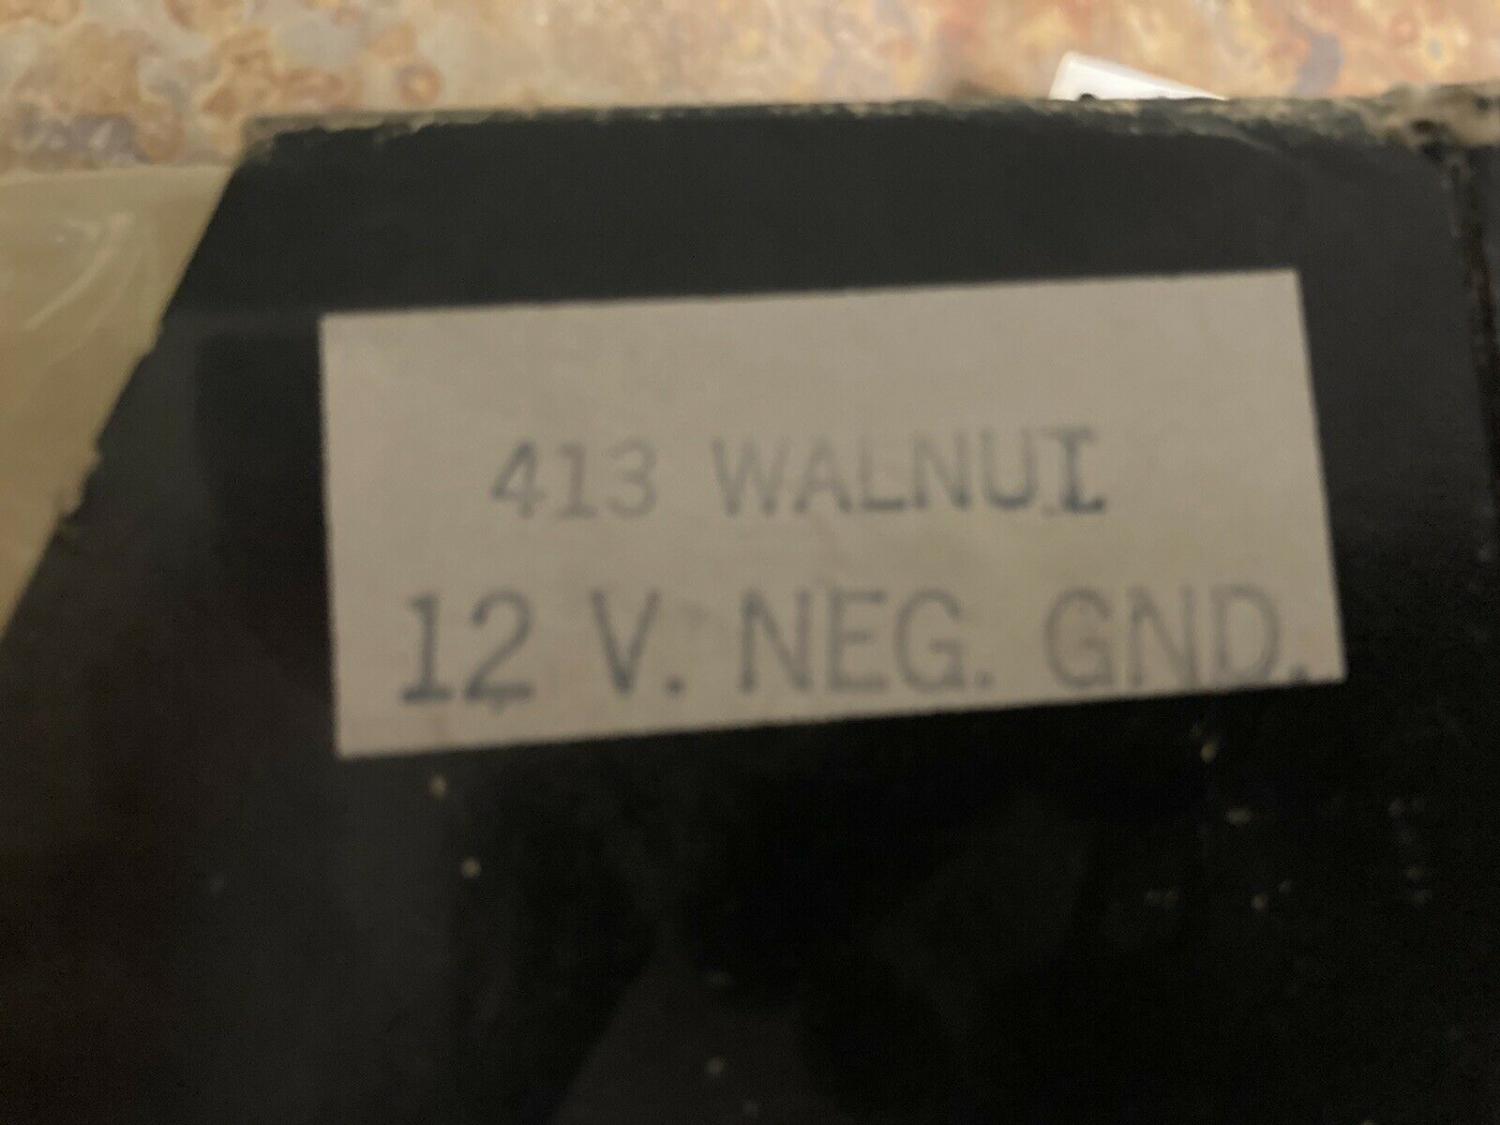 413 WALNUT
12 V. NEG. GND.